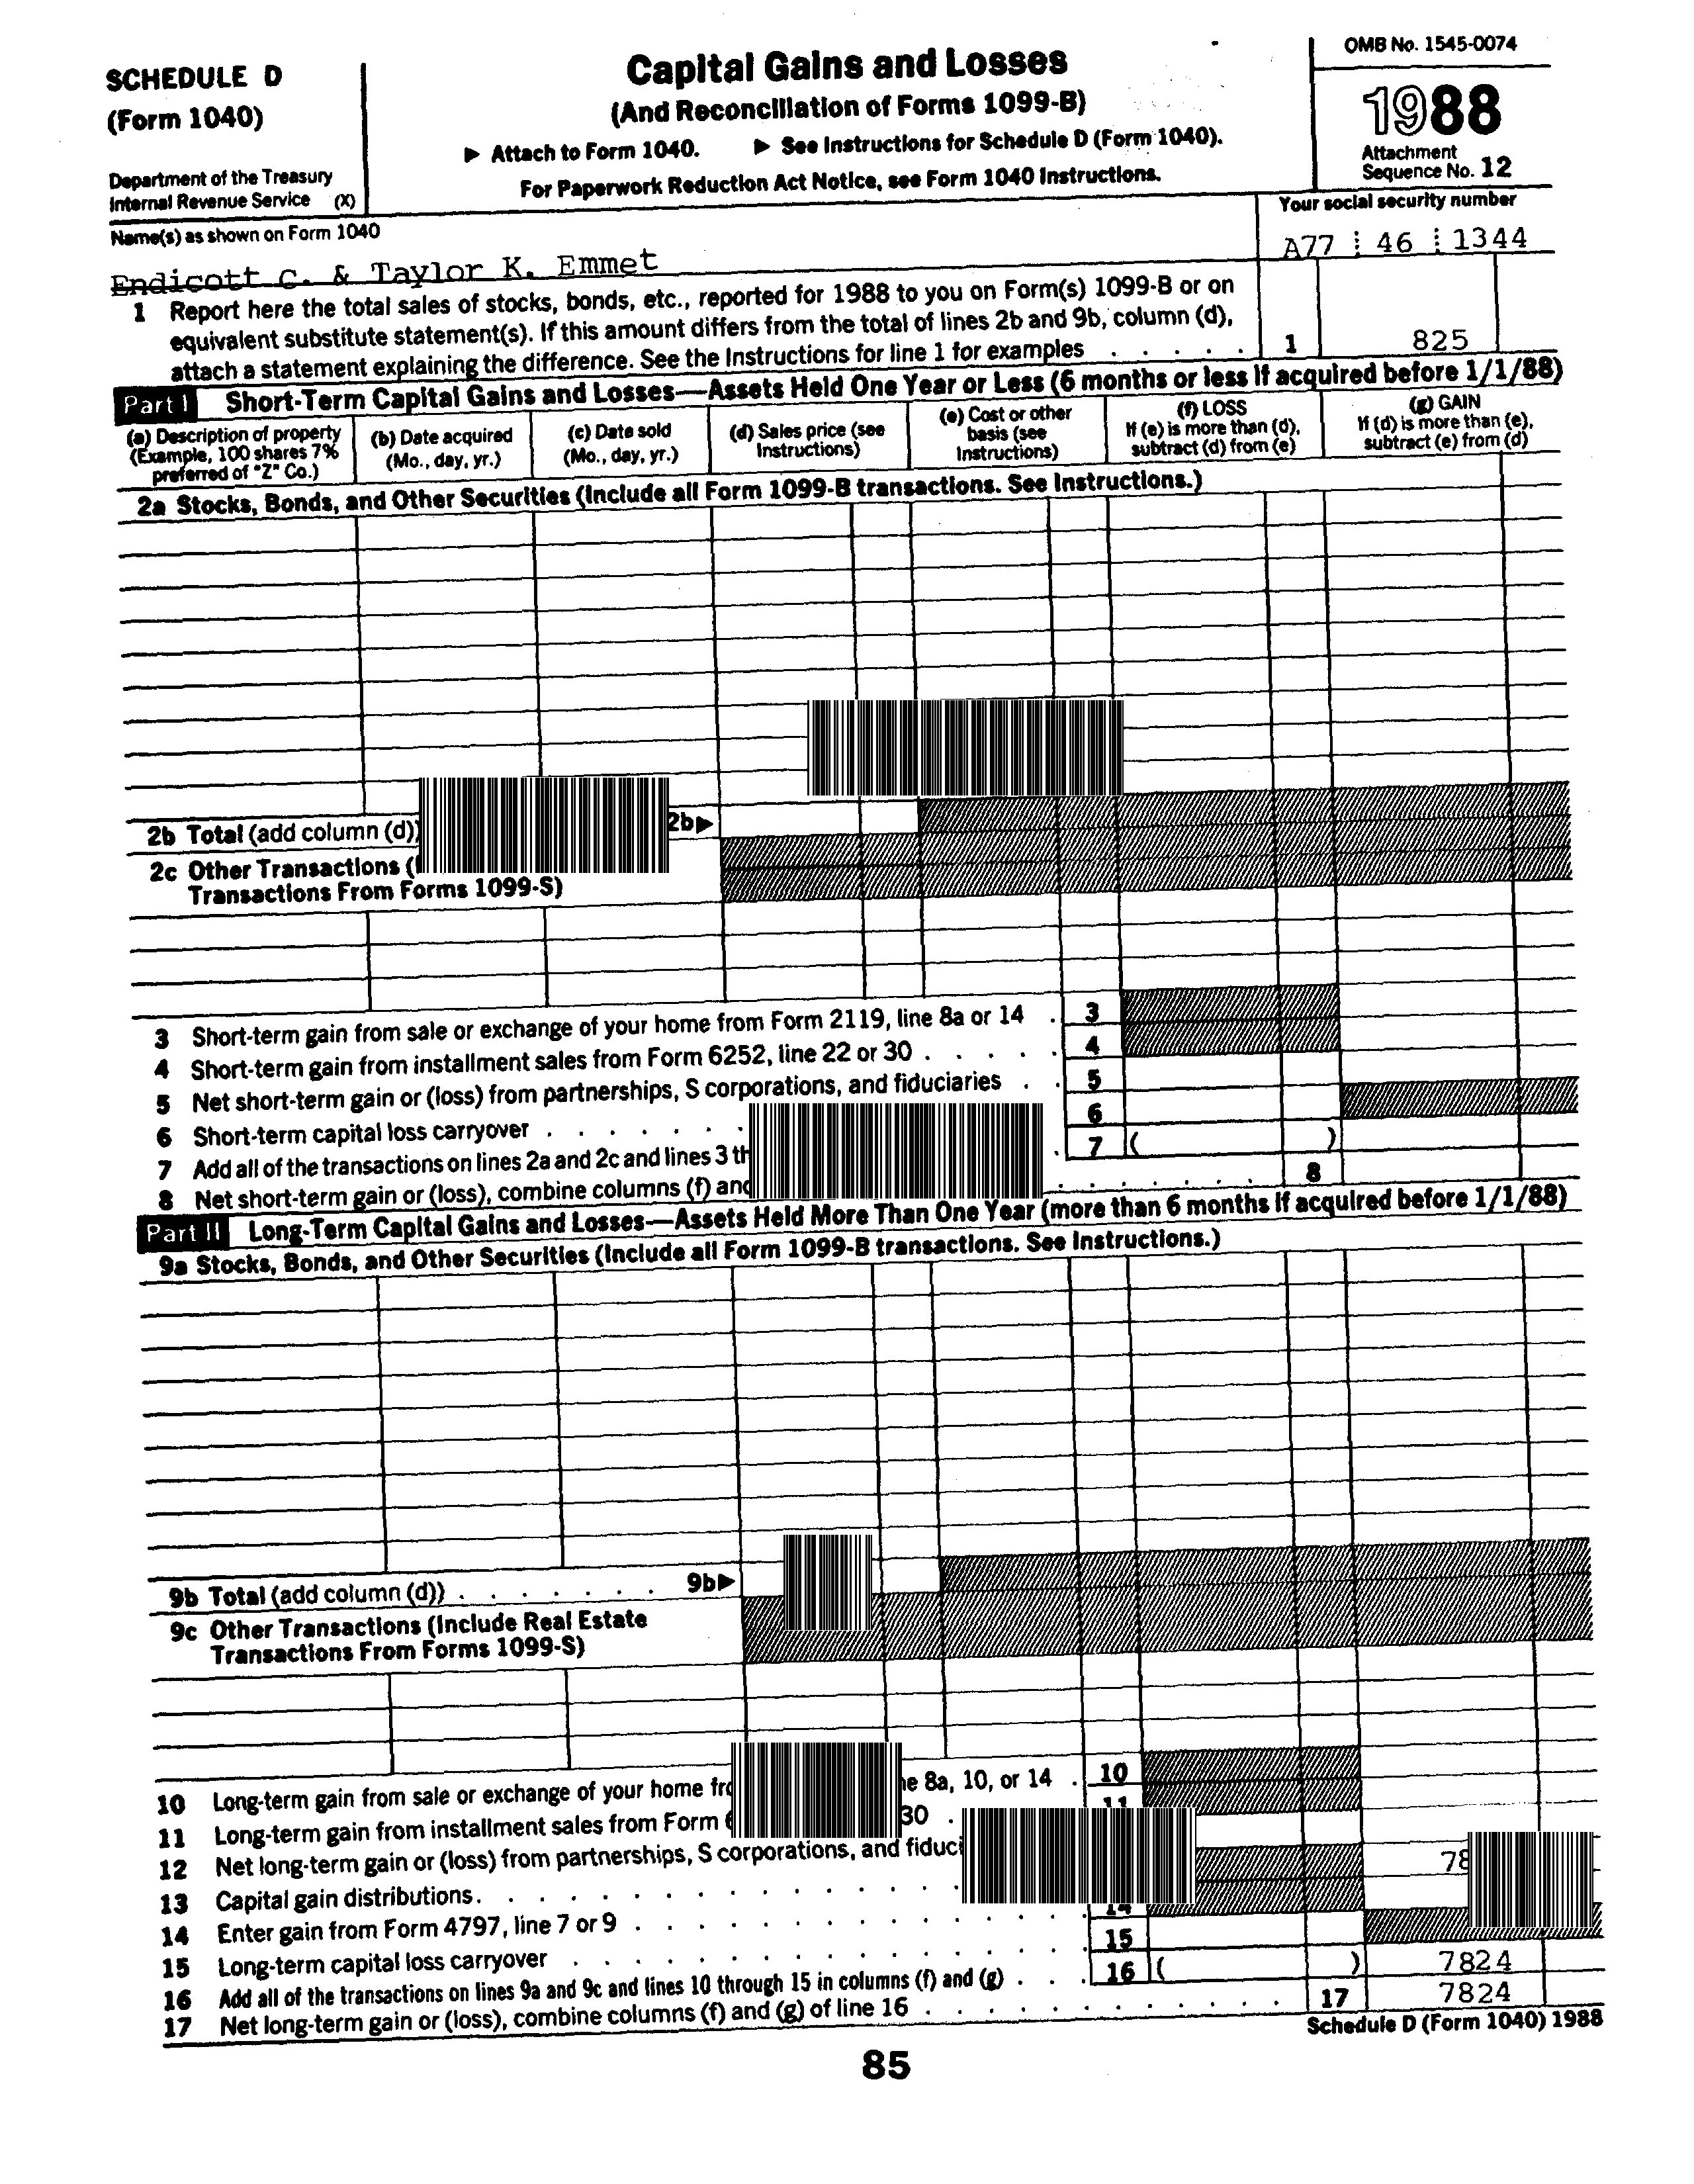 SCHEDULE D
(Form 1040)
Department of the Treasury
Internal Revenue Service (X)
Capital Gains and Losses
(And Reconciliation of Forms 1099-B)
▶ Attach to Form 1040. ▶ See Instructions for Schedule D (Form 1040).
For Paperwork Reduction Act Notice, see Form 1040 Instructions.
OMB No. 1545-0074
1988
Attachment
Sequence No. 12
Name(s) as shown on Form 1040
Endicott C. & Taylor K. Emmet
Your social security number
A77 46 1344
1 Report here the total sales of stocks, bonds, etc., reported for 1988 to you on Form(s) 1099-B or on
equivalent substitute statement(s). If this amount differs from the total of lines 2b and 9b, column (d),
attach a statement explaining the difference. See the Instructions for line 1 for examples . . . . . 1 825
Part I Short-Term Capital Gains and Losses—Assets Held One Year or Less (6 months or less if acquired before 1/1/88)
(a) Description of property
(Example, 100 shares 7%
preferred of "Z" Co.)
(b) Date acquired
(Mo., day, yr.)
(c) Date sold
(Mo., day, yr.)
(d) Sales price (see
Instructions)
(e) Cost or other
basis (see
Instructions)
(f) LOSS
If (e) is more than (d),
subtract (d) from (e)
(g) GAIN
If (d) is more than (e),
subtract (e) from (d)
2a Stocks, Bonds, and Other Securities (Include all Form 1099-B transactions. See Instructions.)
2b Total (add column (d)) 2b▶
2c Other Transactions (
Transactions From Forms 1099-S)
3 Short-term gain from sale or exchange of your home from Form 2119, line 8a or 14 . 3
4 Short-term gain from installment sales from Form 6252, line 22 or 30 . . . . . 4
5 Net short-term gain or (loss) from partnerships, S corporations, and fiduciaries . . 5
6 Short-term capital loss carryover . . . . . . . 6
7 Add all of the transactions on lines 2a and 2c and lines 3 . 7 ( )
8 Net short-term gain or (loss), combine columns (f) and . . . . . . . 8
Part II Long-Term Capital Gains and Losses—Assets Held More Than One Year (more than 6 months if acquired before 1/1/88)
9a Stocks, Bonds, and Other Securities (Include all Form 1099-B transactions. See Instructions.)
9b Total (add column (d)) . . . . . . . 9b▶
9c Other Transactions (Include Real Estate
Transactions From Forms 1099-S)
10 Long-term gain from sale or exchange of your home 8a, 10, or 14 . 10
11 Long-term gain from installment sales from Form 30 . 11
12 Net long-term gain or (loss) from partnerships, S corporations, and
13 Capital gain distributions. . . . . . . . . . . . . . . . .
14 Enter gain from Form 4797, line 7 or 9 . . . . . . . . . . . . . 14
15 Long-term capital loss carryover . . . . . . . . . . . . . . . 15
16 Add all of the transactions on lines 9a and 9c and lines 10 through 15 in columns (f) and (g) . . . 16 ( ) 7824
17 Net long-term gain or (loss), combine columns (f) and (g) of line 16 . . . . . . . . . . . . . 17 7824
Schedule D (Form 1040) 1988
85